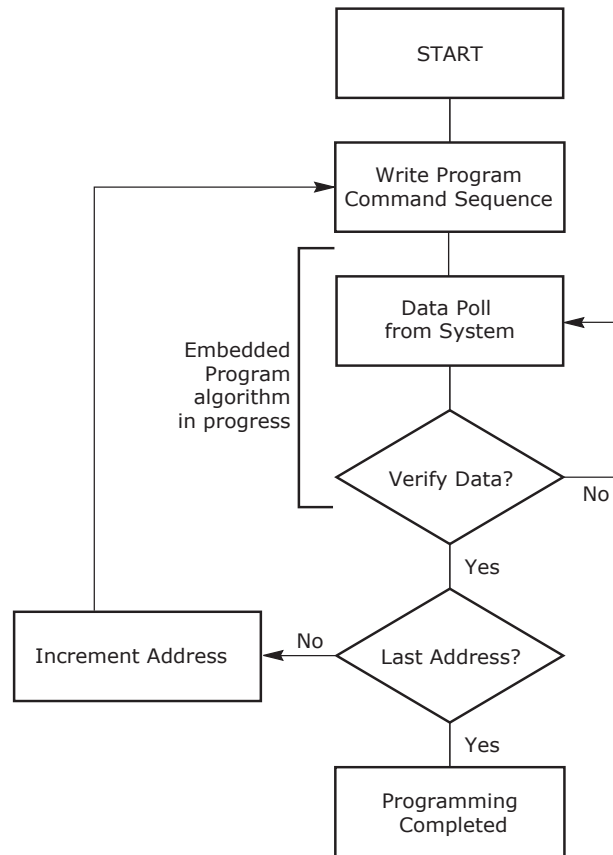 START
Write Program
Command Sequence
Data Poll
from System
Embedded
Program
algorithm
in progress
Verify Data?
No
Yes
Increment Address
No
Last Address?
Yes
Programming
Completed